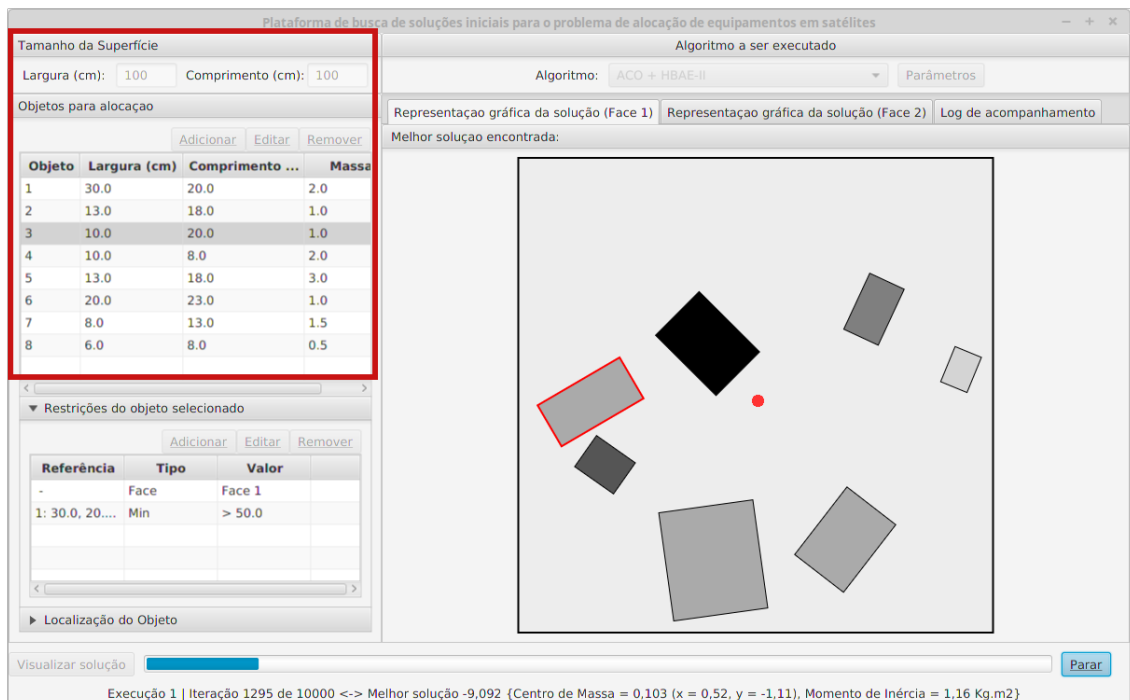 Plataforma de busca de soluções iniciais para o problema de alocação de equipamentos em satélites
Tamanho da Superfície
Algoritmo a ser executado
Largura (cm): 100 Comprimento (cm): 100
Algoritmo: ACO + HBAE-II Parâmetros
Objetos para alocaçao
Representaçao gráfica da solução (Face 1) Representaçao gráfica da solução (Face 2) Log de acompanhamento
Adicionar Editar Remover
Melhor soluçao encontrada:
Objeto Largura (cm) Comprimento ... Massa
1 30.0 20.0 2.0
2 13.0 18.0 1.0
3 10.0 20.0 1.0
4 10.0 8.0 2.0
5 13.0 18.0 3.0
6 20.0 23.0 1.0
7 8.0 13.0 1.5
8 6.0 8.0 0.5
Restrições do objeto selecionado
Adicionar Editar Remover
Referência Tipo Valor
- Face Face 1
1: 30.0, 20.... Min > 50.0
Localização do Objeto
Visualizar solução Parar
Execução 1 | Iteração 1295 de 10000 <-> Melhor solução -9,092 {Centro de Massa = 0,103 (x = 0,52, y = -1,11), Momento de Inércia = 1,16 Kg.m2}